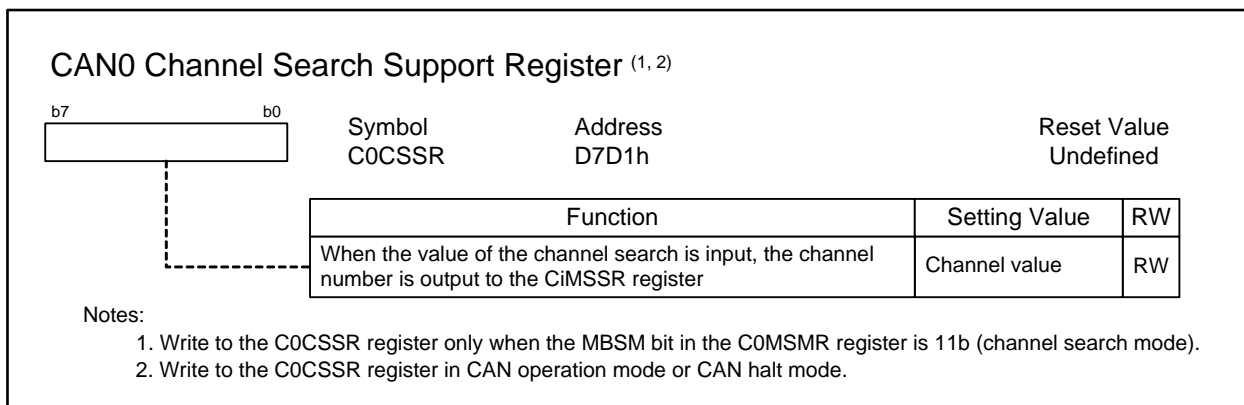 CAN0 Channel Search Support Register (1, 2)
b7 b0
Symbol Address Reset Value
C0CSSR D7D1h Undefined
Function Setting Value RW
When the value of the channel search is input, the channel
number is output to the CiMSSR register
Channel value RW
Notes:
1. Write to the C0CSSR register only when the MBSM bit in the C0MSMR register is 11b (channel search mode).
2. Write to the C0CSSR register in CAN operation mode or CAN halt mode.